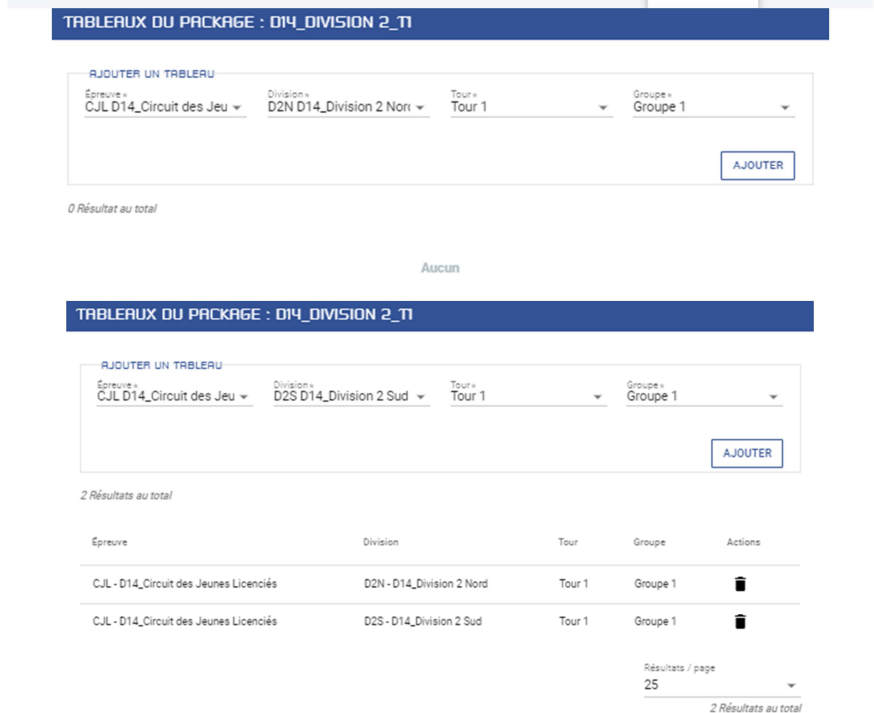 TABLEAUX DU PACKAGE : D14_DIVISION 2_T1
AJOUTER UN TABLEAU
Épreuve * Division * Tour * Groupe *
CJL D14_Circuit des Jeu D2N D14_Division 2 Nor Tour 1 Groupe 1
AJOUTER
0 Résultat au total
Aucun
TABLEAUX DU PACKAGE : D14_DIVISION 2_T1
AJOUTER UN TABLEAU
Épreuve * Division * Tour * Groupe *
CJL D14_Circuit des Jeu D2S D14_Division 2 Sud Tour 1 Groupe 1
AJOUTER
2 Résultats au total
Épreuve Division Tour Groupe Actions
CJL - D14_Circuit des Jeunes Licenciés D2N - D14_Division 2 Nord Tour 1 Groupe 1
CJL - D14_Circuit des Jeunes Licenciés D2S - D14_Division 2 Sud Tour 1 Groupe 1
Résultats / page
25
2 Résultats au total